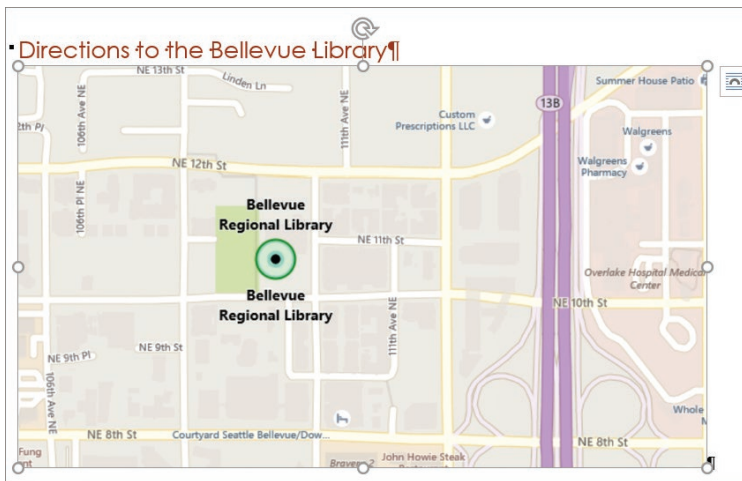 Directions to the Bellevue Library¶
NE 13th St
Linden Ln
Summer House Patio
106th Ave NE
111th Ave NE
13B
Custom
Prescriptions LLC
Walgreens
Walgreens
Pharmacy
2th Pl
NE 12th St
106th Pl NE
Bellevue
Regional Library
NE 11th St
Overlake Hospital Medical
Center
Bellevue
Regional Library
NE 10th St
111th Ave NE
NE 9th St
NE 9th Pl
106th Ave NE
Whole
NE 8th St
Courtyard Seattle Bellevue/Dow...
NE 8th St
Fung
John Howie Steak
¶